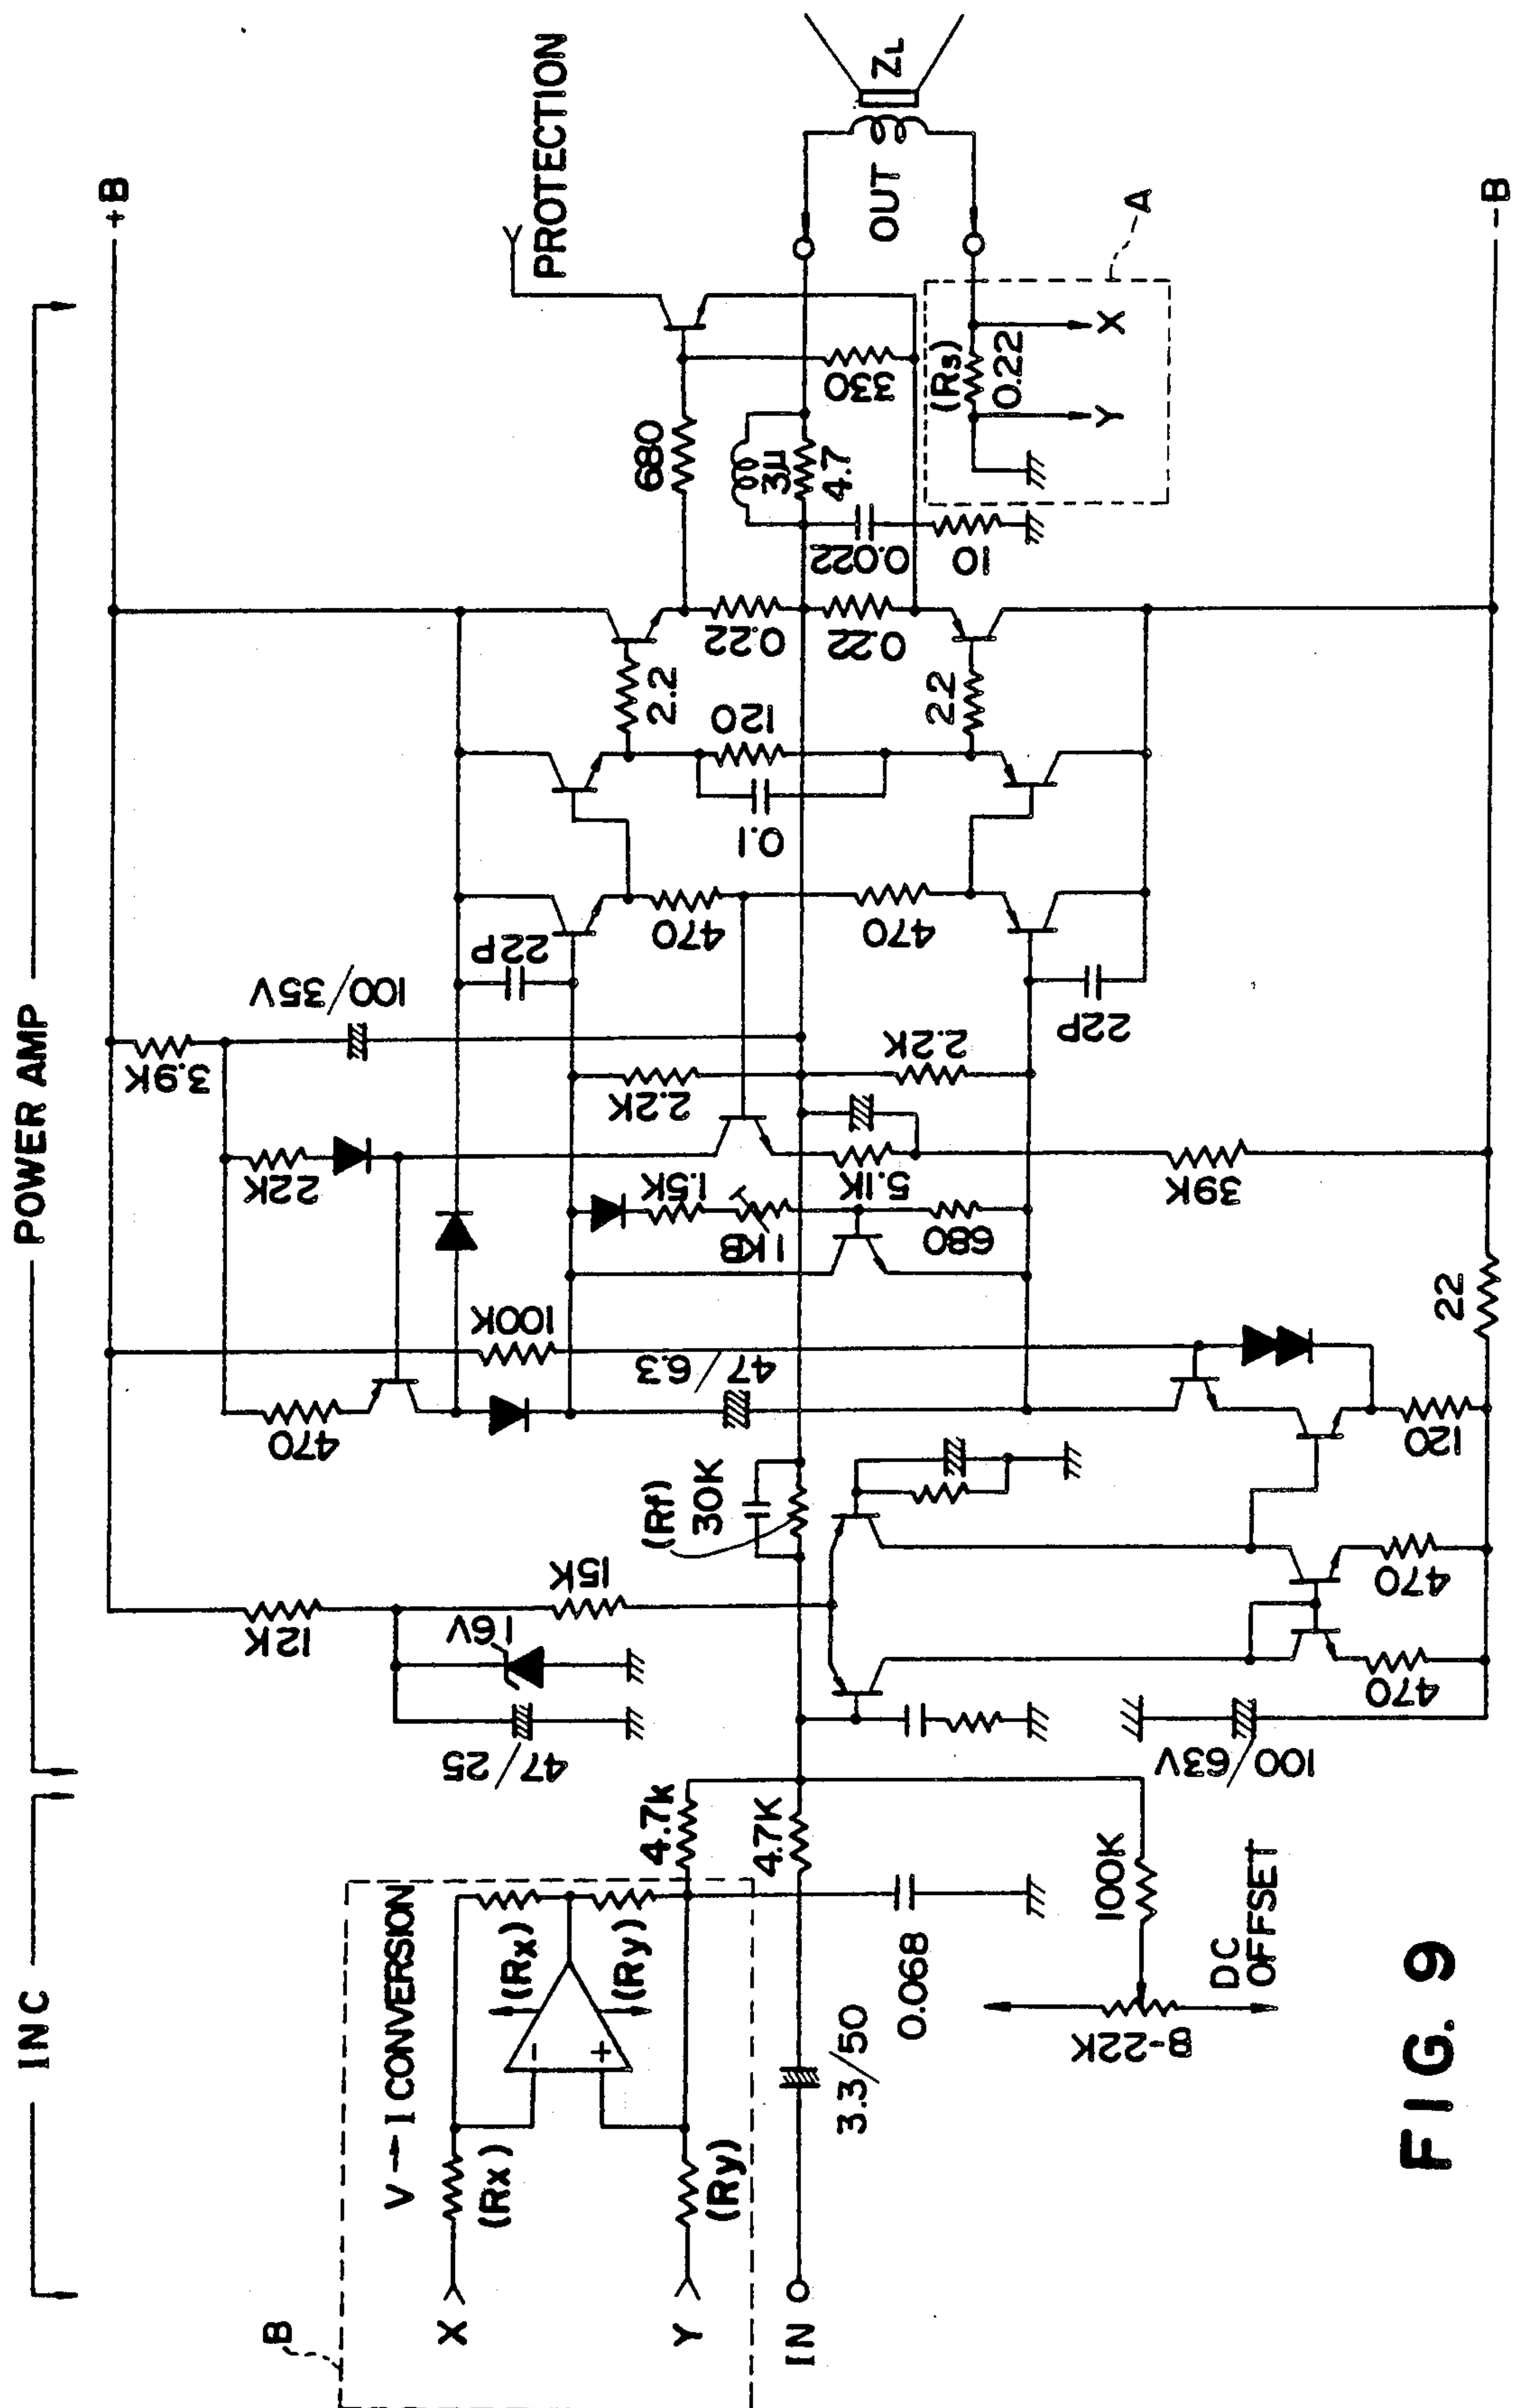 INC
POWER AMP
+B
-B
PROTECTION
OUT
ZL
A
X
Y
(Rs)
0.22
330
680
3µ
4.7
0.022
10
0.22
0.22
2.2
2.2
120
0.1
470
470
22P
22P
100/35V
3.9K
2.2K
2.2K
22K
5.1K
39K
1.5K
1KB
680
100K
47/6.3
22
470
120
(Rf)
30K
15K
12K
16V
47/25
470
470
100/63V
4.7k
4.7K
B
V → I CONVERSION
(Rx)
(Ry)
-
+
X
(Rx)
Y
(Ry)
IN
3.3/50
0.068
100K
B-22K
DC
OFFSET
FIG. 9